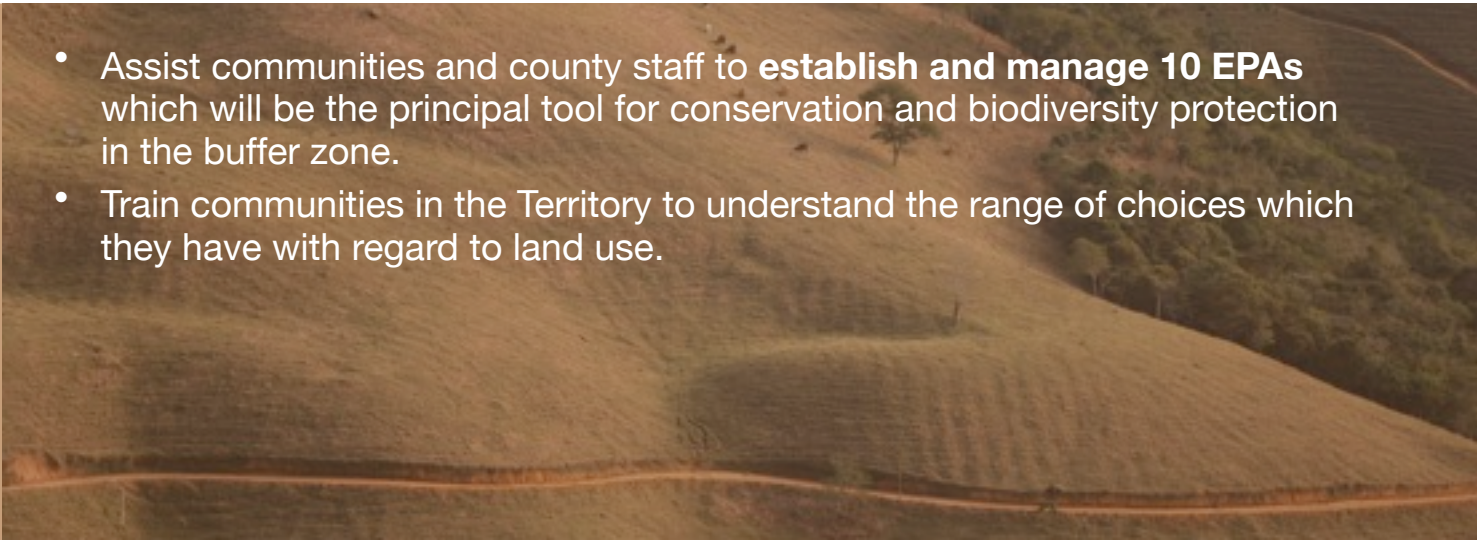 • Assist communities and county staff to establish and manage 10 EPAs
which will be the principal tool for conservation and biodiversity protection
in the buffer zone.
• Train communities in the Territory to understand the range of choices which
they have with regard to land use.